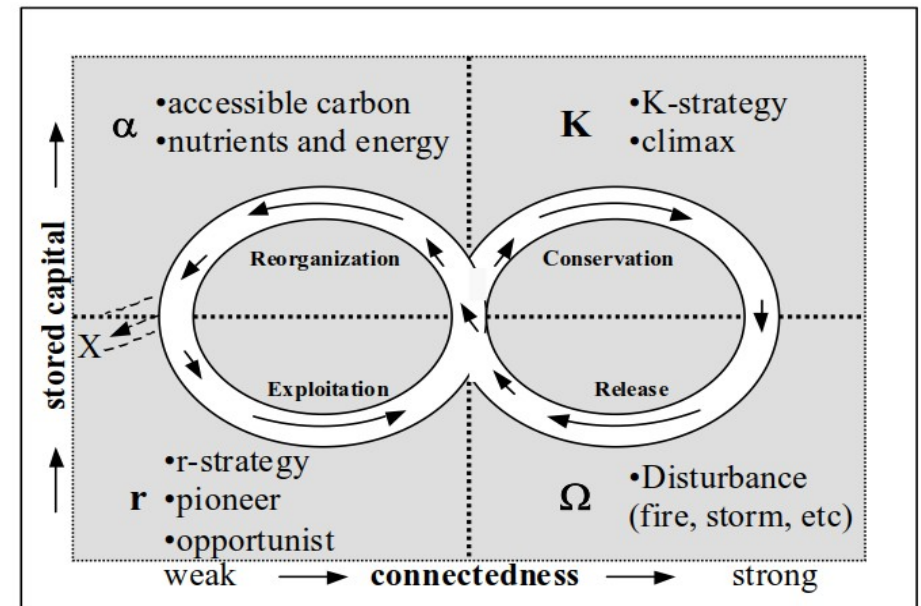 α
•accessible carbon
•nutrients and energy
K
•K-strategy
•climax
Reorganization
Conservation
stored capital
X
Exploitation
Release
r
•r-strategy
•pioneer
•opportunist
Ω
•Disturbance
(fire, storm, etc)
weak connectedness strong